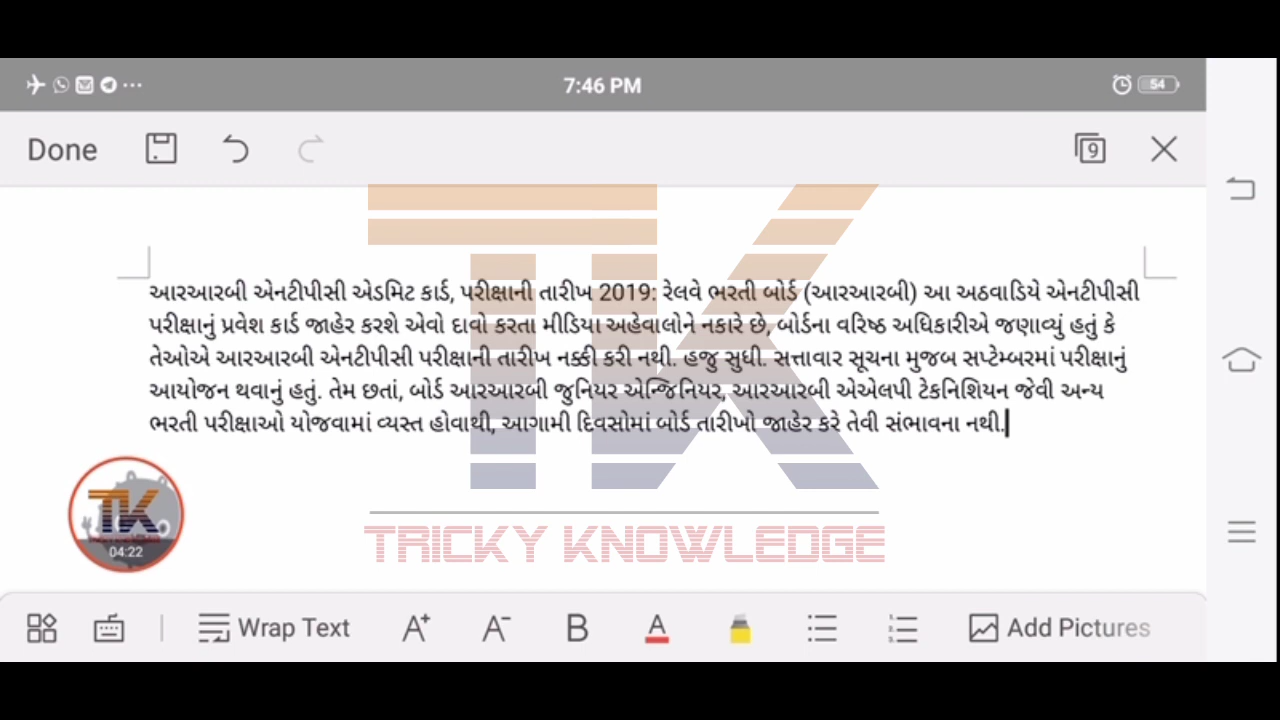 7:46 PM
54
Done
9
આરઆરબી એનટીપીસી એડમિટ કાર્ડ, પરીક્ષાની તારીખ 2019: રેલવે ભરતી બોર્ડ (આરઆરબી) આ અઠવાડિયે એનટીપીસી
પરીક્ષાનું પ્રવેશ કાર્ડ જાહેર કરશે એવો દાવો કરતા મીડિયા અહેવાલોને નકારે છે, બોર્ડના વરિષ્ઠ અધિકારીએ જણાવ્યું હતું કે
તેઓએ આરઆરબી એનટીપીસી પરીક્ષાની તારીખ નક્કી કરી નથી. હજુ સુધી. સત્તાવાર સૂચના મુજબ સપ્ટેમ્બરમાં પરીક્ષાનું
આયોજન થવાનું હતું. તેમ છતાં, બોર્ડ આરઆરબી જુનિયર એન્જિનિયર, આરઆરબી એએલપી ટેકનિશિયન જેવી અન્ય
ભરતી પરીક્ષાઓ યોજવામાં વ્યસ્ત હોવાથી, આગામી દિવસોમાં બોર્ડ તારીખો જાહેર કરે તેવી સંભાવના નથી.
TK
TRICKY KNOWLEDGE
TK
04:22
Wrap Text
A+
A-
B
A
Add Pictures